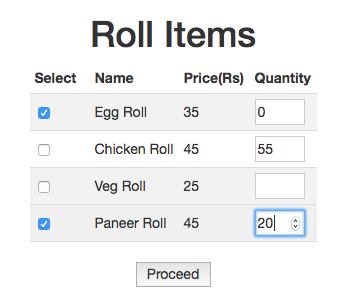 Roll Items
Select Name Price(Rs) Quantity
Egg Roll 35 0
Chicken Roll 45 55
Veg Roll 25
Paneer Roll 45 20
Proceed